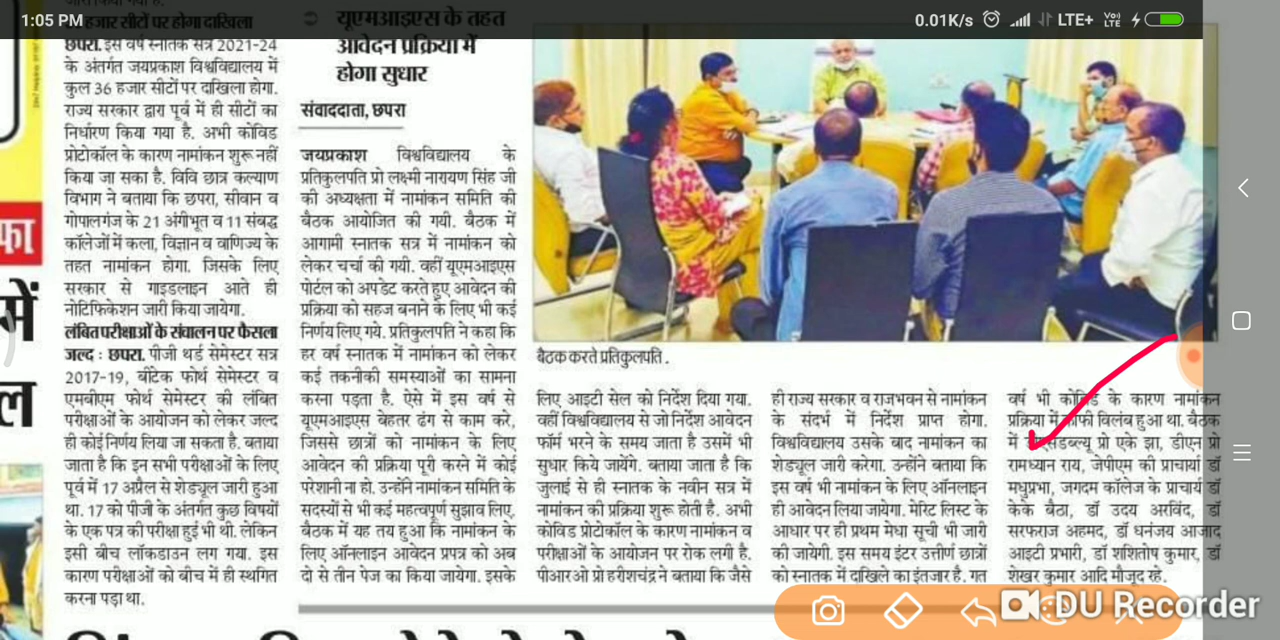 1:05 PM
0.01K/s
LTE+
Vo))
LTE
हजार सीटों पर होगा दाखिला
छपरा. इस वर्ष स्नातक सत्र 2021-24
के अंतर्गत जयप्रकाश विश्वविद्यालय में
कुल 36 हजार सीटों पर दाखिला होगा.
राज्य सरकार द्वारा पूर्व में ही सीटों का
निर्धारण किया गया है. अभी कोविड
प्रोटोकॉल के कारण नामांकन शुरू नहीं
किया जा सका है. विवि छात्र कल्याण
विभाग ने बताया कि छपरा, सीवान व
गोपालगंज के 21 अंगीभूत व 11 संबद्ध
कॉलेजों में कला, विज्ञान व वाणिज्य के
तहत नामांकन होगा. जिसके लिए
सरकार से गाइडलाइन आते ही
नोटिफिकेशन जारी किया जायेगा.
लंबित परीक्षाओं के संचालन पर फैसला
जल्द : छपरा. पीजी थर्ड सेमेस्टर सत्र
2017-19, बीटेक फोर्थ सेमेस्टर व
एमबीएम फोर्थ सेमेस्टर की लंबित
परीक्षाओं के आयोजन को लेकर जल्द
ही कोई निर्णय लिया जा सकता है. बताया
जाता है कि इन सभी परीक्षाओं के लिए
पूर्व में 17 अप्रैल से शेड्यूल जारी हुआ
था. 17 को पीजी के अंतर्गत कुछ विषयों
के एक पत्र की परीक्षा हुई भी थी. लेकिन
इसी बीच लॉकडाउन लग गया. इस
कारण परीक्षाओं को बीच में ही स्थगित
करना पड़ा था.
यूएमआइएस के तहत
आवेदन प्रक्रिया में
होगा सुधार
संवाददाता, छपरा
जयप्रकाश विश्वविद्यालय के
प्रतिकुलपति प्रो लक्ष्मी नारायण सिंह जी
की अध्यक्षता में नामांकन समिति की
बैठक आयोजित की गयी. बैठक में
आगामी स्नातक सत्र में नामांकन को
लेकर चर्चा की गयी. वहीं यूएमआइएस
पोर्टल को अपडेट करते हुए आवेदन की
प्रक्रिया को सहज बनाने के लिए भी कई
निर्णय लिए गये. प्रतिकुलपति ने कहा कि
हर वर्ष स्नातक में नामांकन को लेकर
कई तकनीकी समस्याओं का सामना
करना पड़ता है. ऐसे में इस वर्ष से
यूएमआइएस बेहतर ढंग से काम करे,
जिससे छात्रों को नामांकन के लिए
आवेदन की प्रक्रिया पूरी करने में कोई
परेशानी ना हो. उन्होंने नामांकन समिति के
सदस्यों से भी कई महत्वपूर्ण सुझाव लिए.
बैठक में यह तय हुआ कि नामांकन के
लिए ऑनलाइन आवेदन प्रपत्र को अब
दो से तीन पेज का किया जायेगा. इसके
बैठक करते प्रतिकुलपति .
लिए आइटी सेल को निर्देश दिया गया.
वहीं विश्वविद्यालय से जो निर्देश आवेदन
फॉर्म भरने के समय जाता है उसमें भी
सुधार किये जायेंगे. बताया जाता है कि
जुलाई से ही स्नातक के नवीन सत्र में
नामांकन की प्रक्रिया शुरू होती है. अभी
कोविड प्रोटोकॉल के कारण नामांकन व
परीक्षाओं के आयोजन पर रोक लगी है.
पीआरओ प्रो हरीशचंद्र ने बताया कि जैसे
ही राज्य सरकार व राजभवन से नामांकन
के संदर्भ में निर्देश प्राप्त होगा.
विश्वविद्यालय उसके बाद नामांकन का
शेड्यूल जारी करेगा. उन्होंने बताया कि
इस वर्ष भी नामांकन के लिए ऑनलाइन
ही आवेदन लिया जायेगा. मेरिट लिस्ट के
आधार पर ही प्रथम मेधा सूची भी जारी
की जायेगी. इस समय इंटर उत्तीर्ण छात्रों
को स्नातक में दाखिले का इंतजार है. गत
वर्ष भी कोविड के कारण नामांकन
प्रक्रिया में काफी विलंब हुआ था. बैठक
में प्रो एके झा, डीएन प्रो
रामध्यान राय, जेपीएम की प्राचार्या डॉ
मधुप्रभा, जगदम कॉलेज के प्राचार्य डॉ
केके बैठा, डॉ उदय अरविंद, डॉ
सरफराज अहमद, डॉ धनंजय आजाद
आइटी प्रभारी, डॉ शशितोष कुमार, डॉ
शेखर कुमार आदि मौजूद रहे.
फा
में
ल
DU Recorder